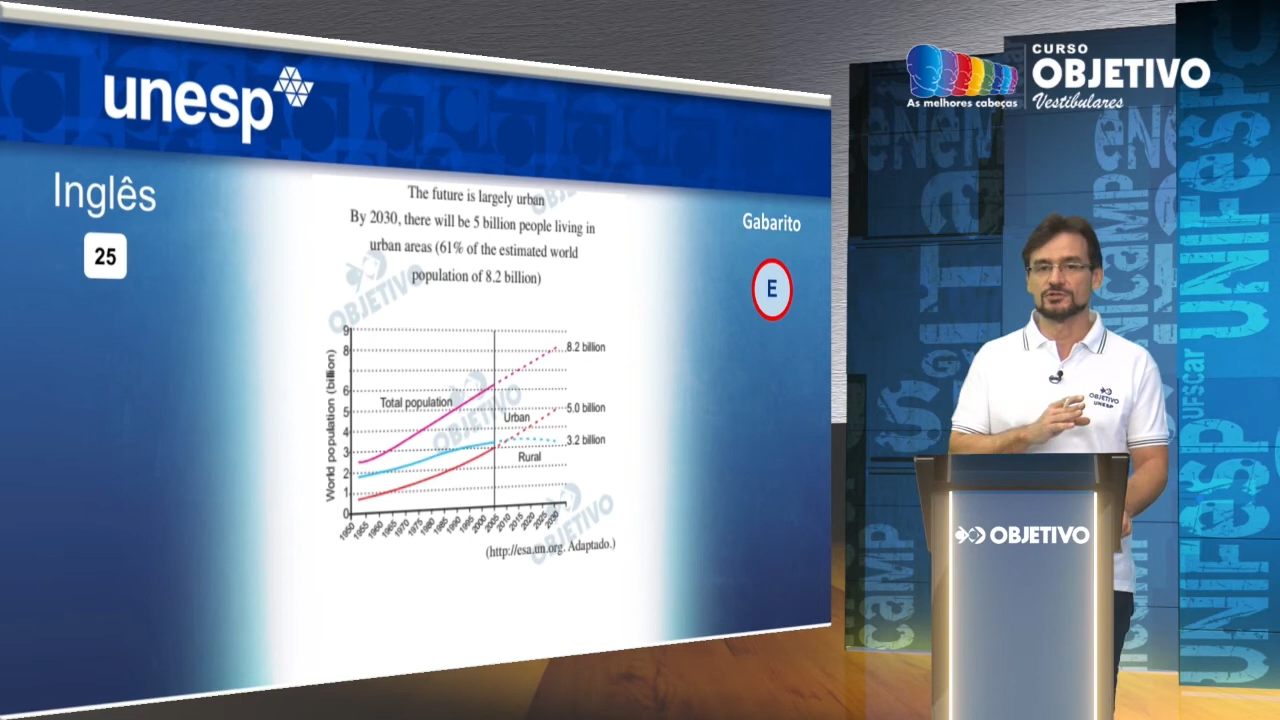 unesp
Inglês
25
The future is largely urban
By 2030, there will be 5 billion people living in
urban areas (61% of the estimated world
population of 8.2 billion)
Gabarito
E
World population (billion)
9
8
6
5
4
3
2
1
0
Total population
Urban
Rural
8.2 billion
5.0 billion
3.2 billion
1950 1955 1960 1965 1970 1975 1980 1985 1990 1995 2000 2005 2010 2015 2020 2025 2030
(http://esa.un.org. Adaptado.)
OBJETIVO
OBJETIVO
OBJETIVO
CURSO
OBJETIVO
Vestibulares
As melhores cabeças
eNeM
UNICAMP
UNIFESP
UFScar
UNIFESP
OBJETIVO
UNESP
OBJETIVO